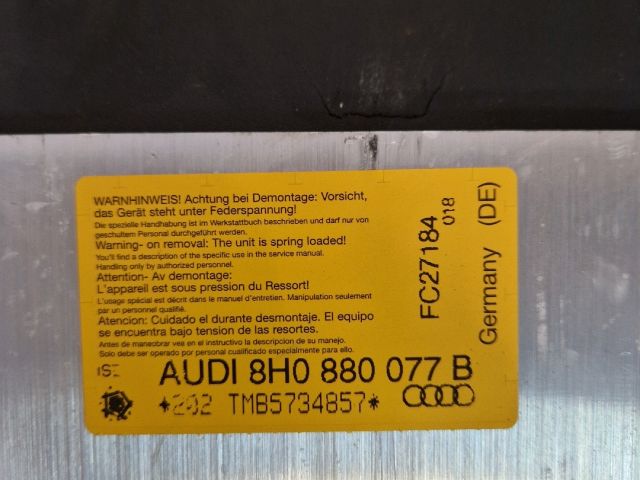 WARNHINWEIS! Achtung bei Demontage: Vorsicht,
das Gerät steht unter Federspannung!
Die spezielle Handhabung ist im Werkstattbuch beschrieben und darf nur von
geschultem Personal durchgeführt werden.
Warning- on removal: The unit is spring loaded!
You'll find a description of the specific use in the service manual.
Handling only by authorized personnel.
Attention- Av demontage:
L'appareil est sous pression du Ressort!
L'usage spécial est décrit dans le manuel d'entretien. Manipulation seulement
par un personnel qualifié.
Atencion: Cuidado el durante desmontaje. El equipo
se encuentra bajo tension de las resortes.
Antes de maneobrar vea en el instructivo la descripcion de su manejo.
Solo debe ser operado por personal cualificado especialmente para ello.
FC27184 018
Germany (DE)
AUDI 8H0 880 077 B
*202 TMB5734857*